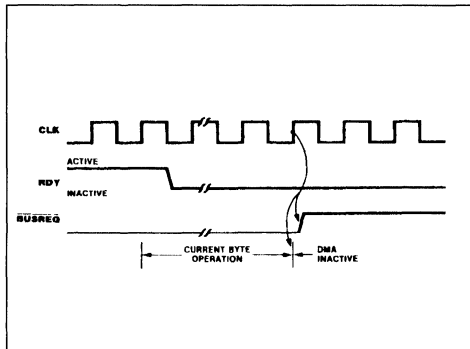 CLK
ACTIVE
RDY
INACTIVE
BUSREQ
CURRENT BYTE
OPERATION
DMA
INACTIVE